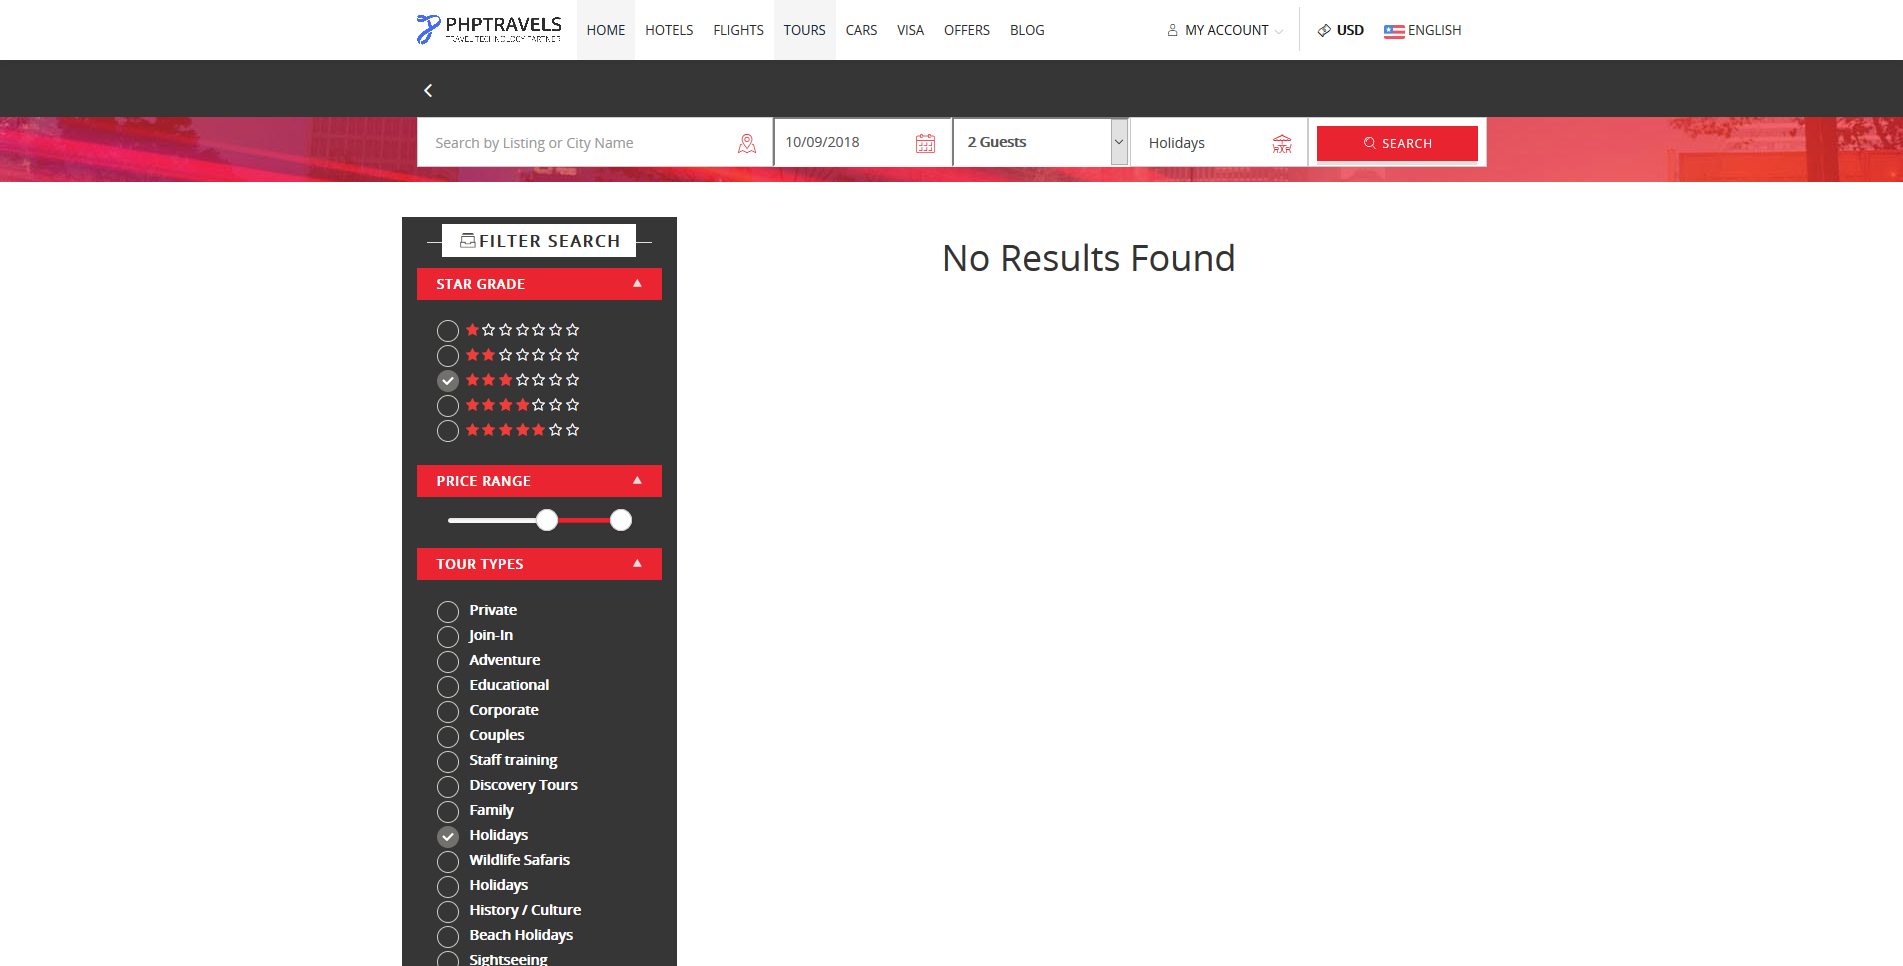 PHPTRAVELS
TRAVEL TECHNOLOGY PARTNER
HOME HOTELS FLIGHTS TOURS CARS VISA OFFERS BLOG MY ACCOUNT USD ENGLISH
Search by Listing or City Name 10/09/2018 2 Guests Holidays SEARCH
FILTER SEARCH
No Results Found
STAR GRADE
PRICE RANGE
TOUR TYPES
Private
Join-In
Adventure
Educational
Corporate
Couples
Staff training
Discovery Tours
Family
Holidays
Wildlife Safaris
Holidays
History / Culture
Beach Holidays
Sightseeing